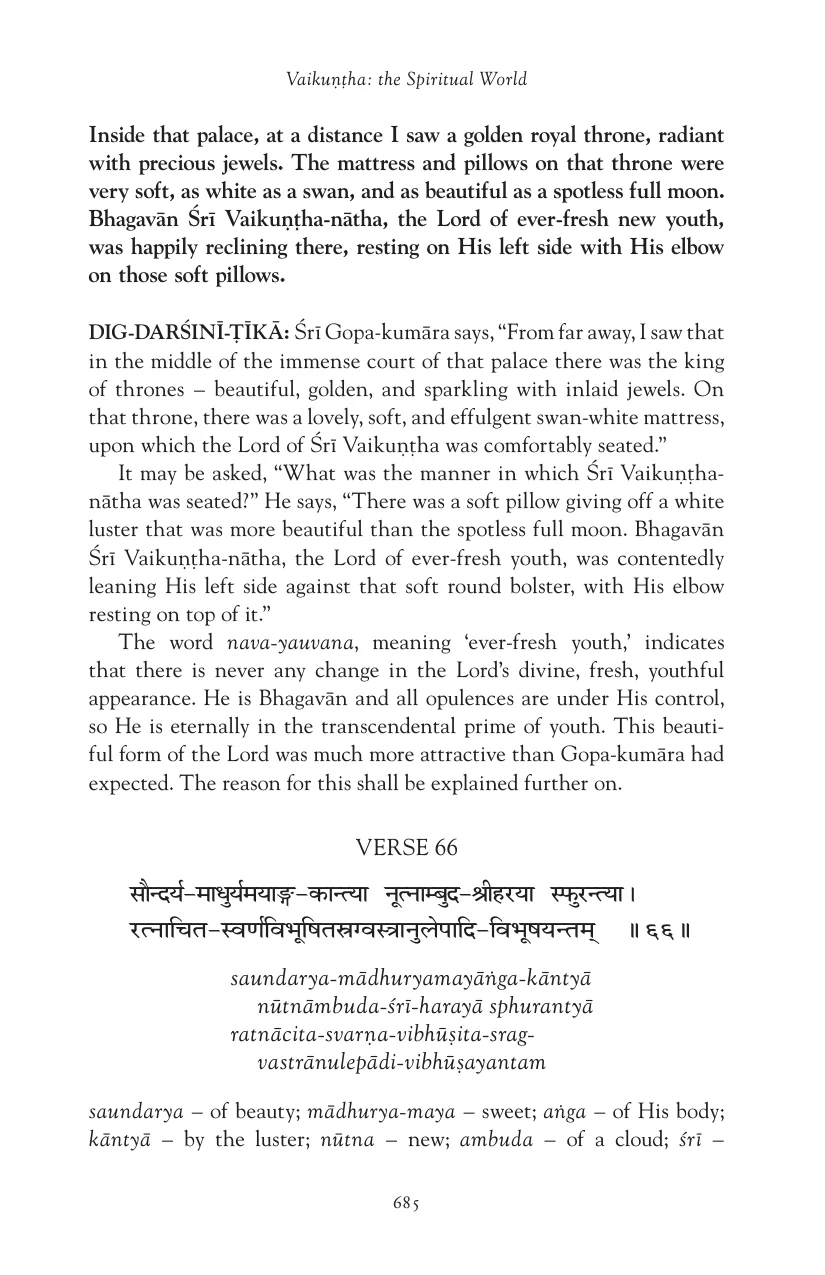 Vaikuṇṭha: the Spiritual World
Inside that palace, at a distance I saw a golden royal throne, radiant
with precious jewels. The mattress and pillows on that throne were
very soft, as white as a swan, and as beautiful as a spotless full moon.
Bhagavān Śrī Vaikuṇṭha-nātha, the Lord of ever-fresh new youth,
was happily reclining there, resting on His left side with His elbow
on those soft pillows.
DIG-DARŚINĪ-ṬĪKĀ: Śrī Gopa-kumāra says, “From far away, I saw that
in the middle of the immense court of that palace there was the king
of thrones – beautiful, golden, and sparkling with inlaid jewels. On
that throne, there was a lovely, soft, and effulgent swan-white mattress,
upon which the Lord of Śrī Vaikuṇṭha was comfortably seated.”
It may be asked, “What was the manner in which Śrī Vaikuṇṭha-
nātha was seated?” He says, “There was a soft pillow giving off a white
luster that was more beautiful than the spotless full moon. Bhagavān
Śrī Vaikuṇṭha-nātha, the Lord of ever-fresh youth, was contentedly
leaning His left side against that soft round bolster, with His elbow
resting on top of it.”
The word nava-yauvana, meaning ‘ever-fresh youth,’ indicates
that there is never any change in the Lord’s divine, fresh, youthful
appearance. He is Bhagavān and all opulences are under His control,
so He is eternally in the transcendental prime of youth. This beauti-
ful form of the Lord was much more attractive than Gopa-kumāra had
expected. The reason for this shall be explained further on.
VERSE 66
सौन्दर्य–माधुर्यमयाङ्ग–कान्त्या नूत्नाम्बुद–श्रीहरया स्फुरन्त्या।
रत्नाचित–स्वर्णविभूषितस्रग्वस्त्रानुलेपादि–विभूषयन्तम् ॥ ६६॥
saundarya-mādhuryamayāṅga-kāntyā
nūtnāmbuda-śrī-harayā sphurantyā
ratnācita-svarṇa-vibhūṣita-srag-
vastrānulepādi-vibhūṣayantam
saundarya – of beauty; mādhurya-maya – sweet; aṅga – of His body;
kāntyā – by the luster; nūtna – new; ambuda – of a cloud; śrī –
685